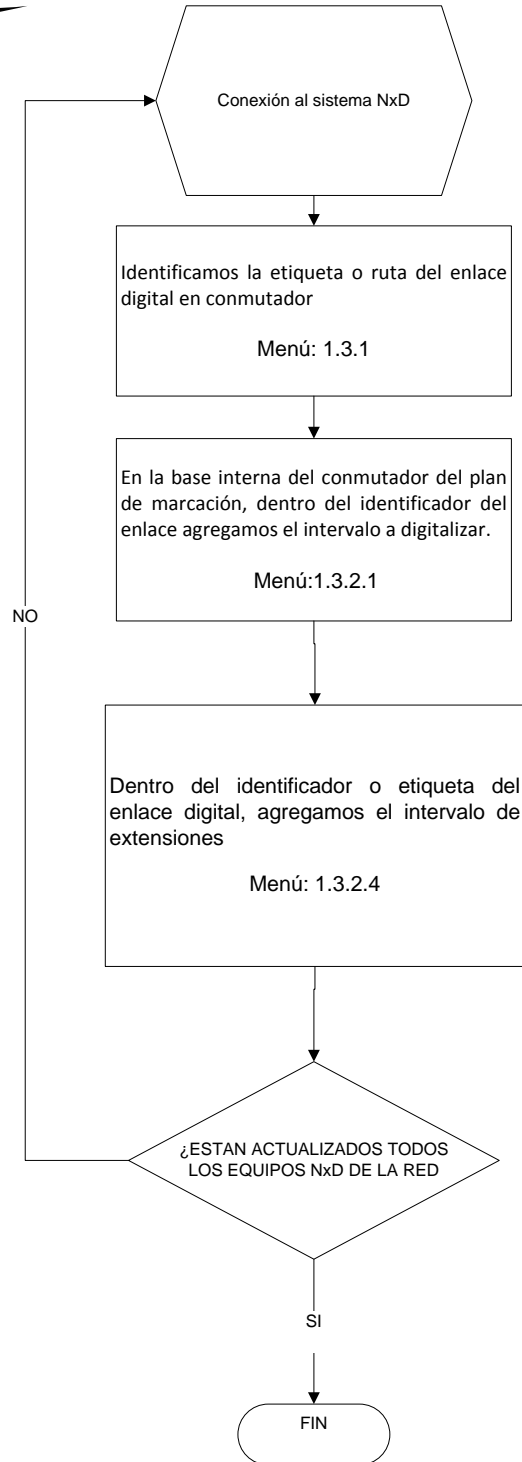 Conexión al sistema NxD
Identificamos la etiqueta o ruta del enlace
digital en conmutador
Menú: 1.3.1
En la base interna del conmutador del plan
de marcación, dentro del identificador del
enlace agregamos el intervalo a digitalizar.
Menú:1.3.2.1
NO
Dentro del identificador o etiqueta del
enlace digital, agregamos el intervalo de
extensiones
Menú: 1.3.2.4
¿ESTAN ACTUALIZADOS TODOS
LOS EQUIPOS NxD DE LA RED
SI
FIN